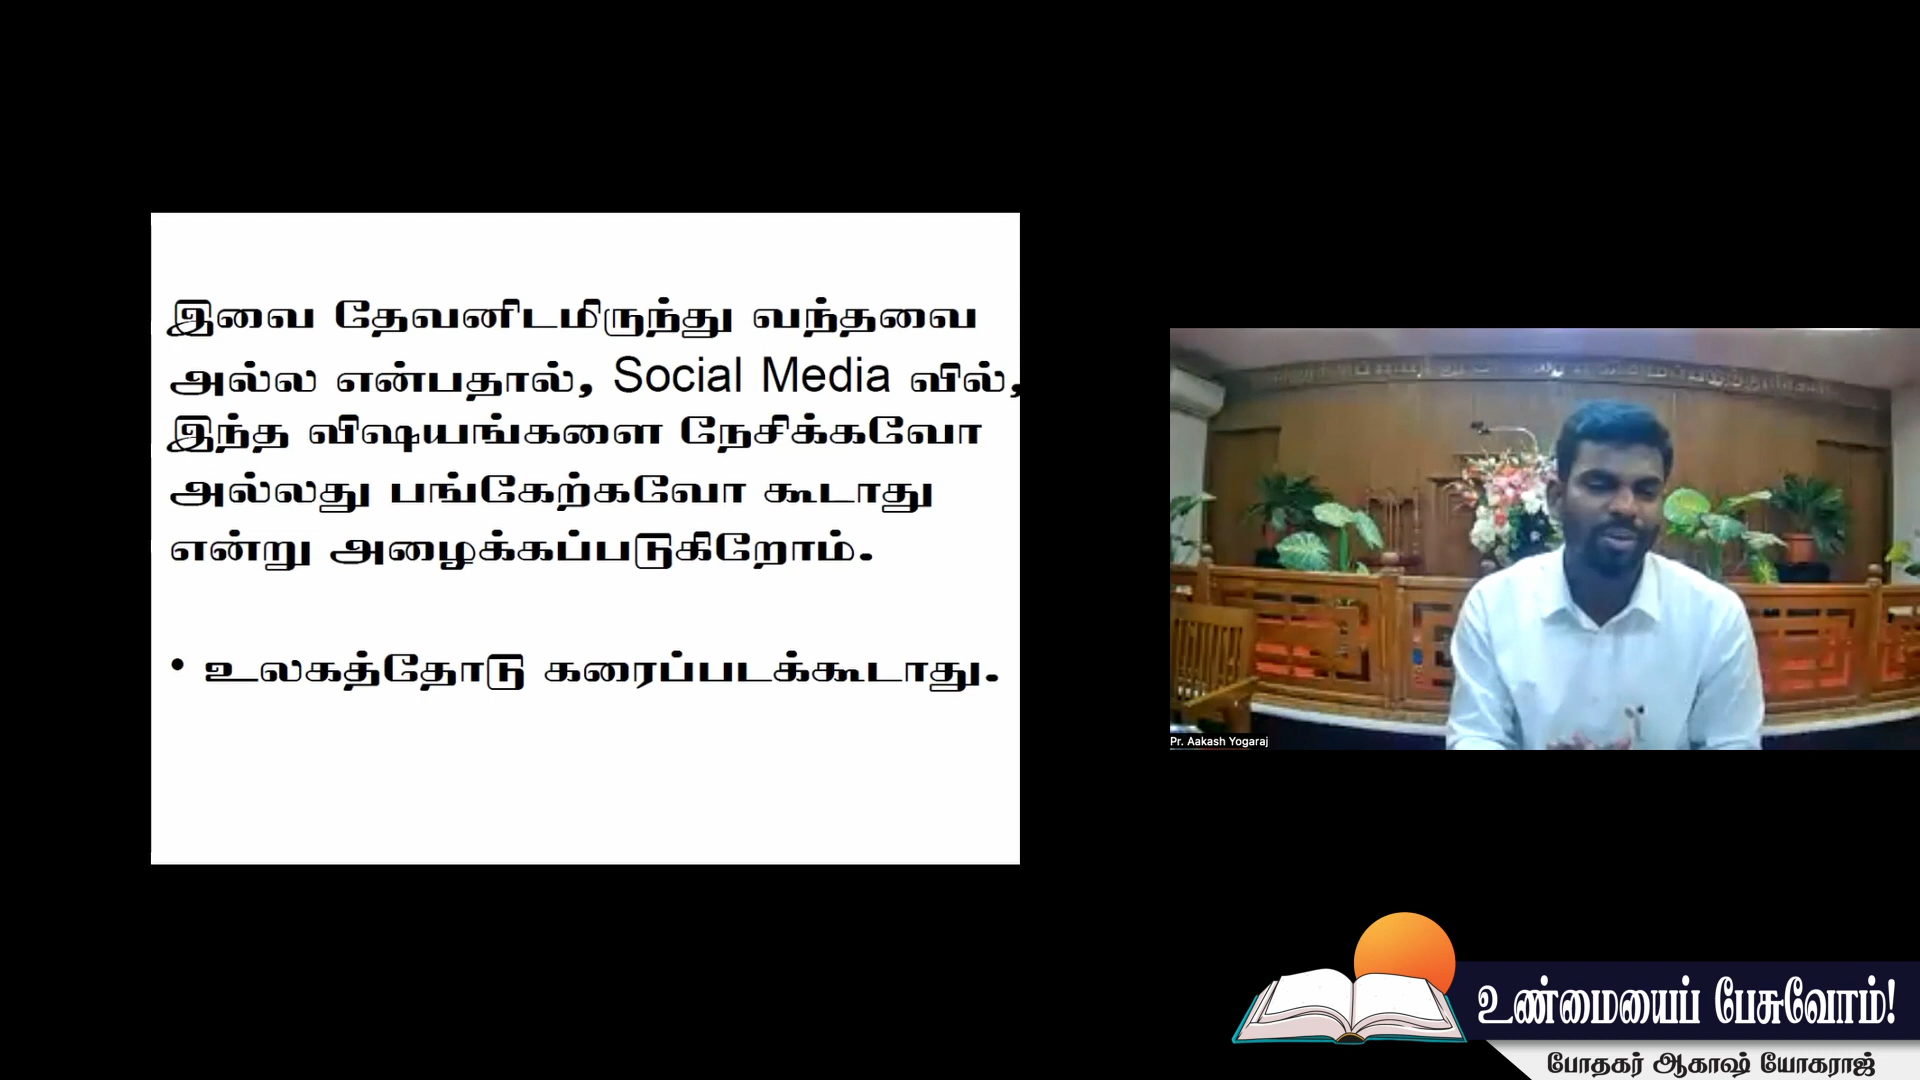 இவை தேவனிடமிருந்து வந்தவை
அல்ல என்பதால், Social Media வில்,
இந்த விஷயங்களை நேசிக்கவோ
அல்லது பங்கேற்கவோ கூடாது
என்று அழைக்கப்படுகிறோம்.
• உலகத்தோடு கரைப்படக்கூடாது.
Pr. Aakash Yogaraj
உண்மையைப் பேசுவோம்!
போதகர் ஆகாஷ் யோகராஜ்